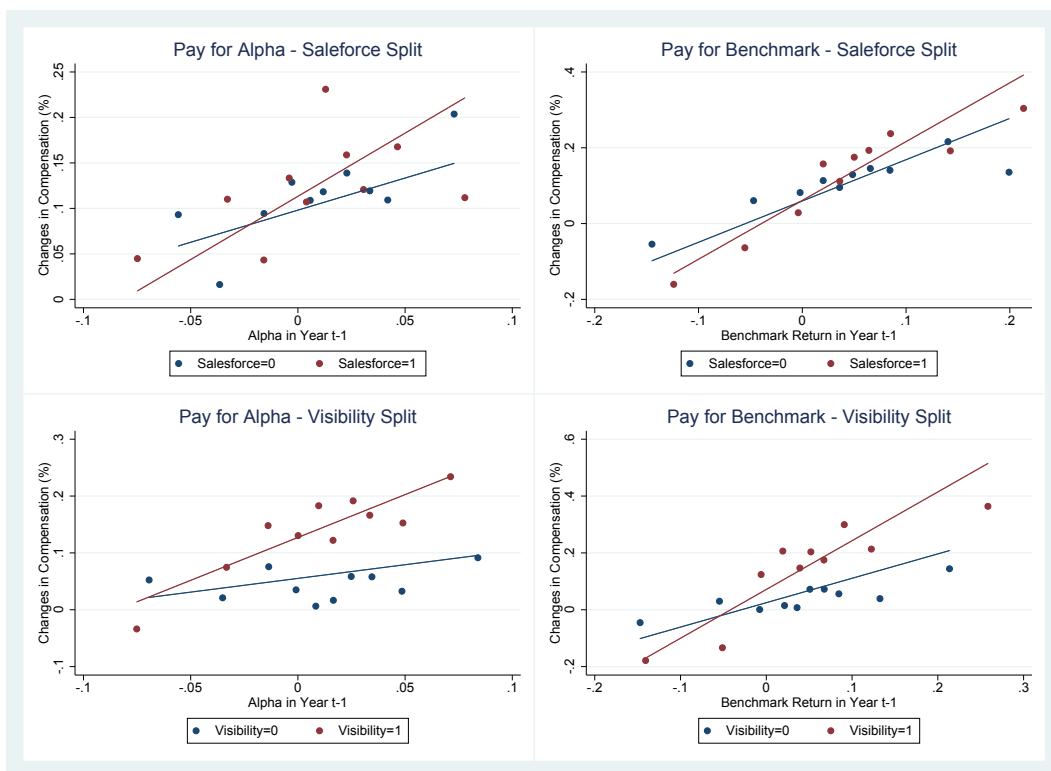 Pay for Alpha - Saleforce Split
Changes in Compensation (%)
0 .05 .1 .15 .2 .25
-.1 -.05 0 .05 .1
Alpha in Year t-1
Salesforce=0 Salesforce=1
Pay for Benchmark - Saleforce Split
Changes in Compensation (%)
-.2 0 .2 .4
-.2 -.1 0 .1 .2
Benchmark Return in Year t-1
Salesforce=0 Salesforce=1
Pay for Alpha - Visibility Split
Changes in Compensation (%)
-.1 0 .1 .2 .3
-.1 -.05 0 .05 .1
Alpha in Year t-1
Visibility=0 Visibility=1
Pay for Benchmark - Visibility Split
Changes in Compensation (%)
-.2 0 .2 .4 .6
-.2 -.1 0 .1 .2 .3
Benchmark Return in Year t-1
Visibility=0 Visibility=1